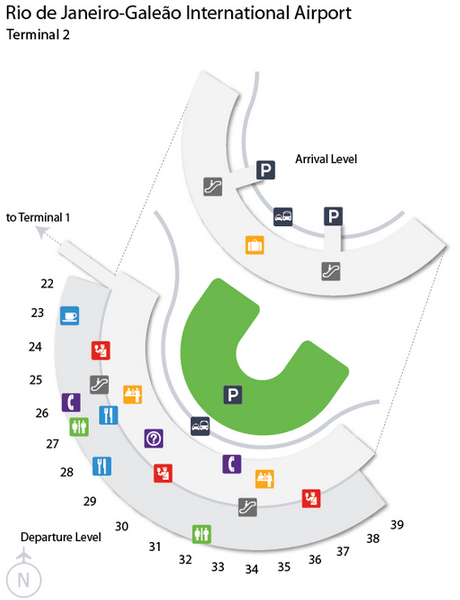 Rio de Janeiro-Galeão International Airport
Terminal 2
P
Arrival Level
P
to Terminal 1
22
23
24
25
26
27
28
29
30
31
32
33
34
35
36
37
38
39
P
?
Departure Level
N